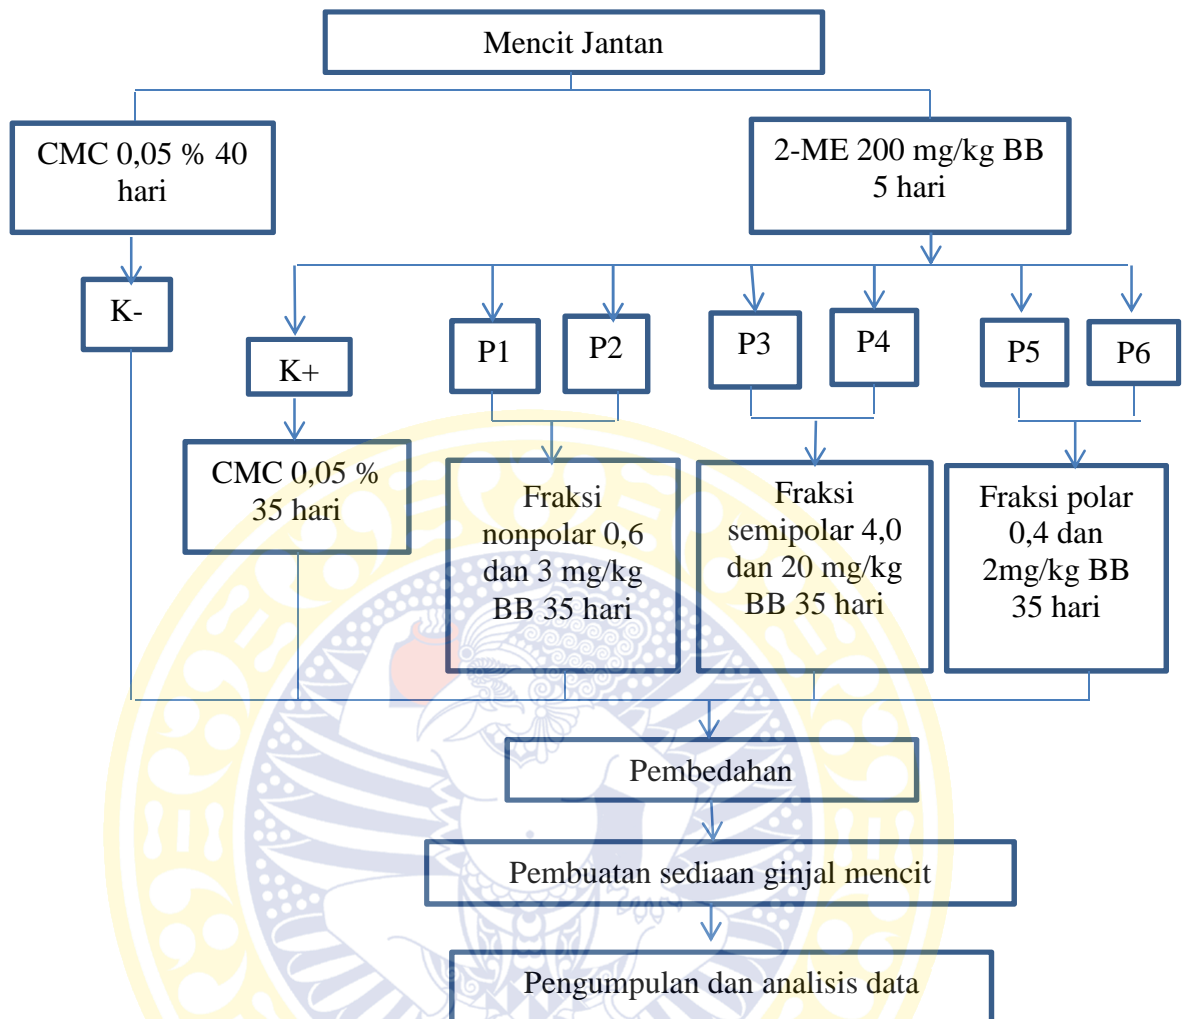 Mencit Jantan
CMC 0,05 % 40
hari
2-ME 200 mg/kg BB
5 hari
K-
K+
P1
P2
P3
P4
P5
P6
CMC 0,05 %
35 hari
Fraksi
nonpolar 0,6
dan 3 mg/kg
BB 35 hari
Fraksi
semipolar 4,0
dan 20 mg/kg
BB 35 hari
Fraksi polar
0,4 dan
2mg/kg BB
35 hari
Pembedahan
Pembuatan sediaan ginjal mencit
Pengumpulan dan analisis data